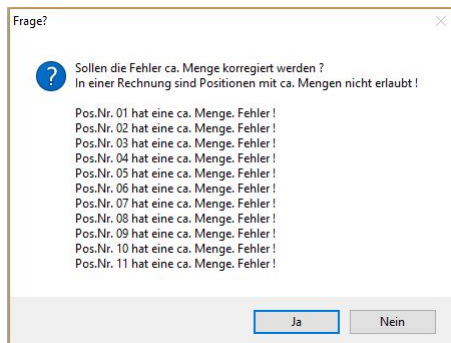 Frage?
Sollen die Fehler ca. Menge korregiert werden ?
In einer Rechnung sind Positionen mit ca. Mengen nicht erlaubt !
Pos.Nr. 01 hat eine ca. Menge. Fehler !
Pos.Nr. 02 hat eine ca. Menge. Fehler !
Pos.Nr. 03 hat eine ca. Menge. Fehler !
Pos.Nr. 04 hat eine ca. Menge. Fehler !
Pos.Nr. 05 hat eine ca. Menge. Fehler !
Pos.Nr. 06 hat eine ca. Menge. Fehler !
Pos.Nr. 07 hat eine ca. Menge. Fehler !
Pos.Nr. 08 hat eine ca. Menge. Fehler !
Pos.Nr. 09 hat eine ca. Menge. Fehler !
Pos.Nr. 10 hat eine ca. Menge. Fehler !
Pos.Nr. 11 hat eine ca. Menge. Fehler !
Ja Nein